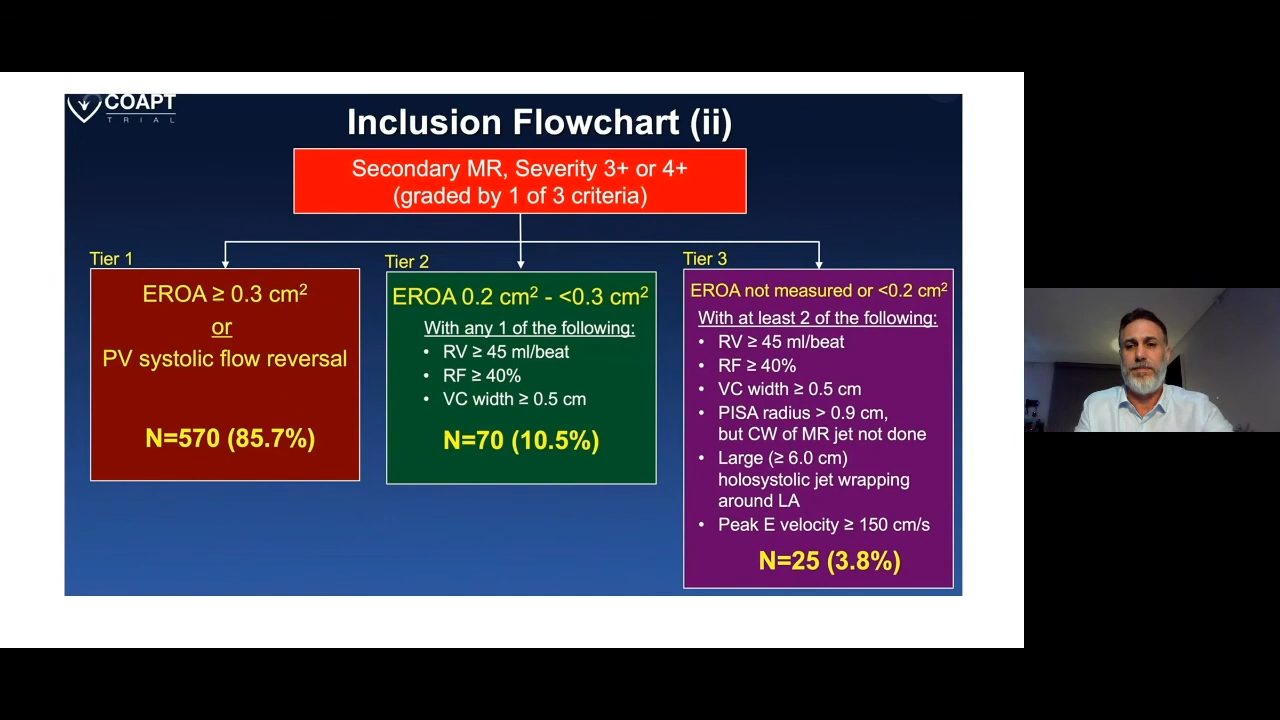 COAPT
TRIAL
Inclusion Flowchart (ii)
Secondary MR, Severity 3+ or 4+
(graded by 1 of 3 criteria)
Tier 1
EROA ≥ 0.3 cm²
or
PV systolic flow reversal
N=570 (85.7%)
Tier 2
EROA 0.2 cm² - <0.3 cm²
With any 1 of the following:
• RV ≥ 45 ml/beat
• RF ≥ 40%
• VC width ≥ 0.5 cm
N=70 (10.5%)
Tier 3
EROA not measured or <0.2 cm²
With at least 2 of the following:
• RV ≥ 45 ml/beat
• RF ≥ 40%
• VC width ≥ 0.5 cm
• PISA radius > 0.9 cm,
but CW of MR jet not done
• Large (≥ 6.0 cm)
holosystolic jet wrapping
around LA
• Peak E velocity ≥ 150 cm/s
N=25 (3.8%)